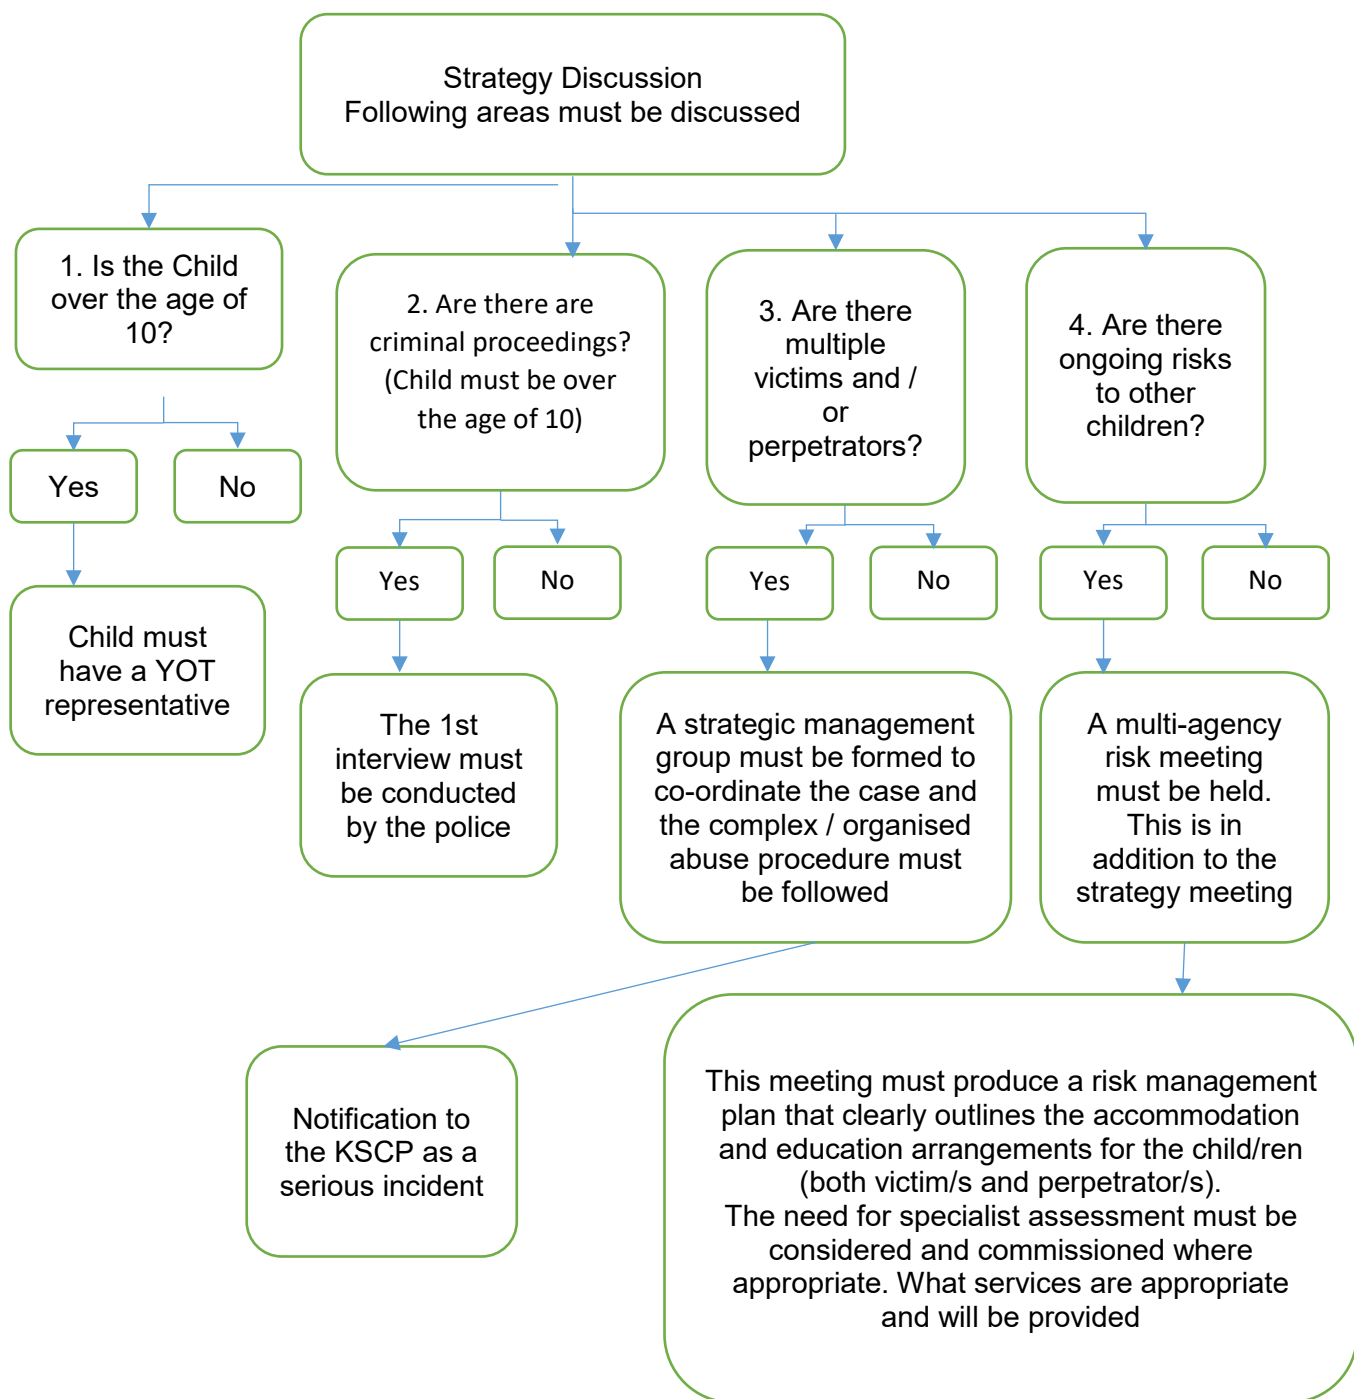 Strategy Discussion
Following areas must be discussed
1. Is the Child
over the age of
10?
Yes
No
Child must
have a YOT
representative
2. Are there are
criminal proceedings?
(Child must be over
the age of 10)
Yes
No
The 1st
interview must
be conducted
by the police
3. Are there
multiple
victims and /
or
perpetrators?
Yes
No
A strategic management
group must be formed to
co-ordinate the case and
the complex / organised
abuse procedure must
be followed
Notification to
the KSCP as a
serious incident
4. Are there
ongoing risks
to other
children?
Yes
No
A multi-agency
risk meeting
must be held.
This is in
addition to the
strategy meeting
This meeting must produce a risk management
plan that clearly outlines the accommodation
and education arrangements for the child/ren
(both victim/s and perpetrator/s).
The need for specialist assessment must be
considered and commissioned where
appropriate. What services are appropriate
and will be provided